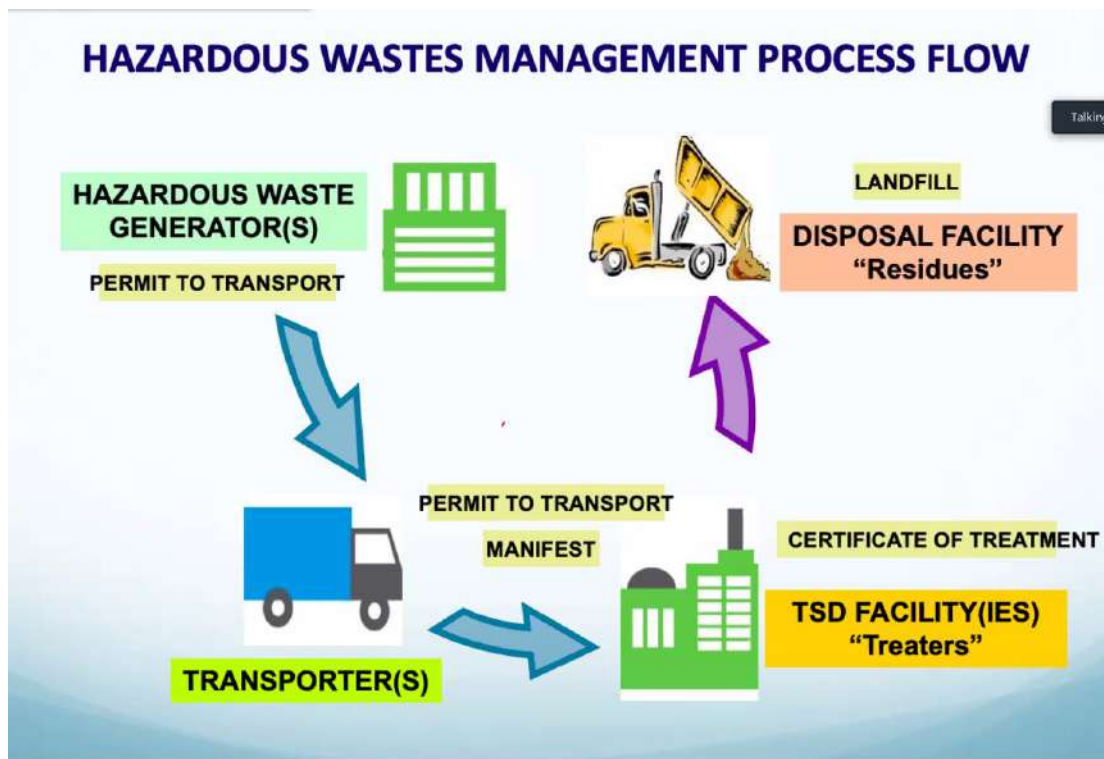 HAZARDOUS WASTES MANAGEMENT PROCESS FLOW
Talking
HAZARDOUS WASTE
GENERATOR(S)
PERMIT TO TRANSPORT
LANDFILL
DISPOSAL FACILITY
“Residues”
PERMIT TO TRANSPORT
MANIFEST
TRANSPORTER(S)
CERTIFICATE OF TREATMENT
TSD FACILITY(IES)
“Treaters”